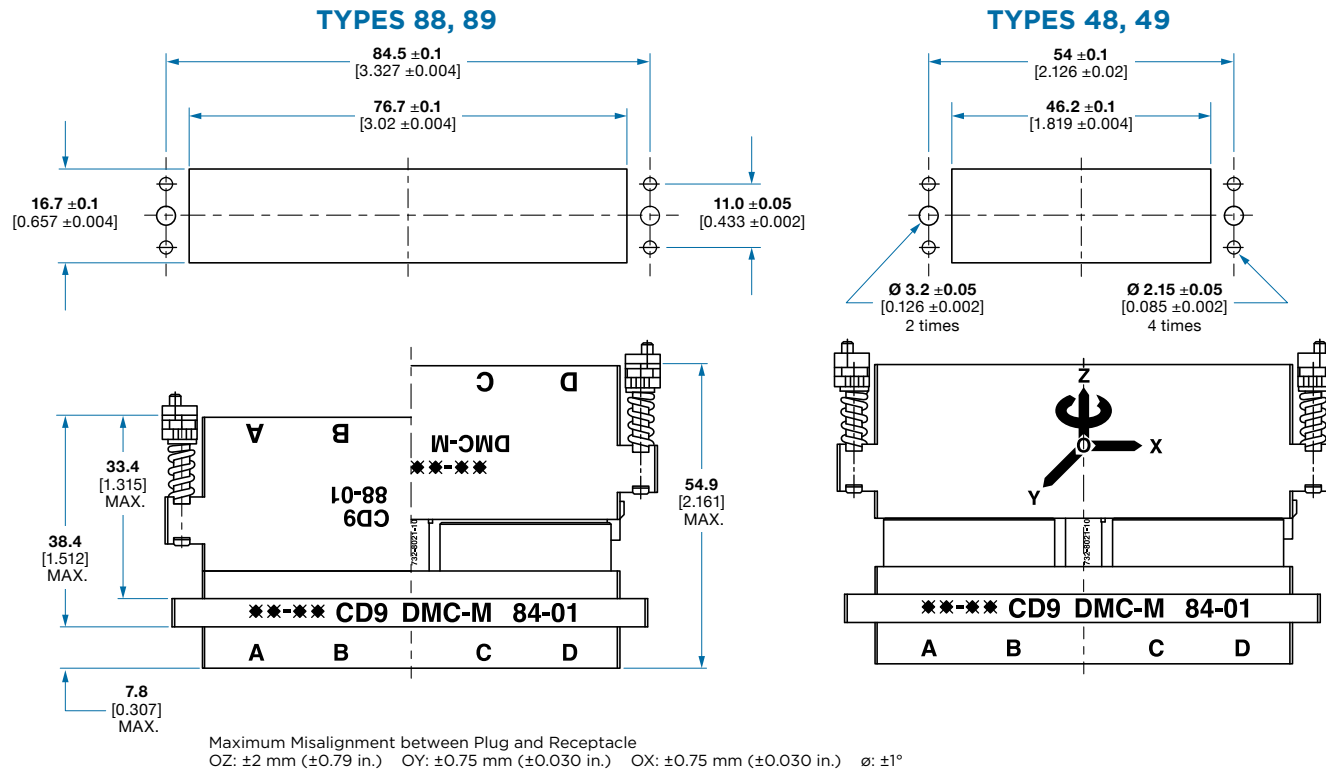 TYPES 88, 89
84.5 ±0.1
[3.327 ±0.004]
76.7 ±0.1
[3.02 ±0.004]
16.7 ±0.1
[0.657 ±0.004]
11.0 ±0.05
[0.433 ±0.002]
TYPES 48, 49
54 ±0.1
[2.126 ±0.02]
46.2 ±0.1
[1.819 ±0.004]
Ø 3.2 ±0.05
[0.126 ±0.002]
2 times
Ø 2.15 ±0.05
[0.085 ±0.002]
4 times
A B
C D
DMC-M
**-**
CD9
88-01
732-8021-10
33.4
[1.315]
MAX.
38.4
[1.512]
MAX.
54.9
[2.161]
MAX.
**-** CD9 DMC-M 84-01
A B C D
7.8
[0.307]
MAX.
Z
O X
Y
732-8021-10
**-** CD9 DMC-M 84-01
A B C D
Maximum Misalignment between Plug and Receptacle
OZ: ±2 mm (±0.79 in.) OY: ±0.75 mm (±0.030 in.) OX: ±0.75 mm (±0.030 in.) ø: ±1°